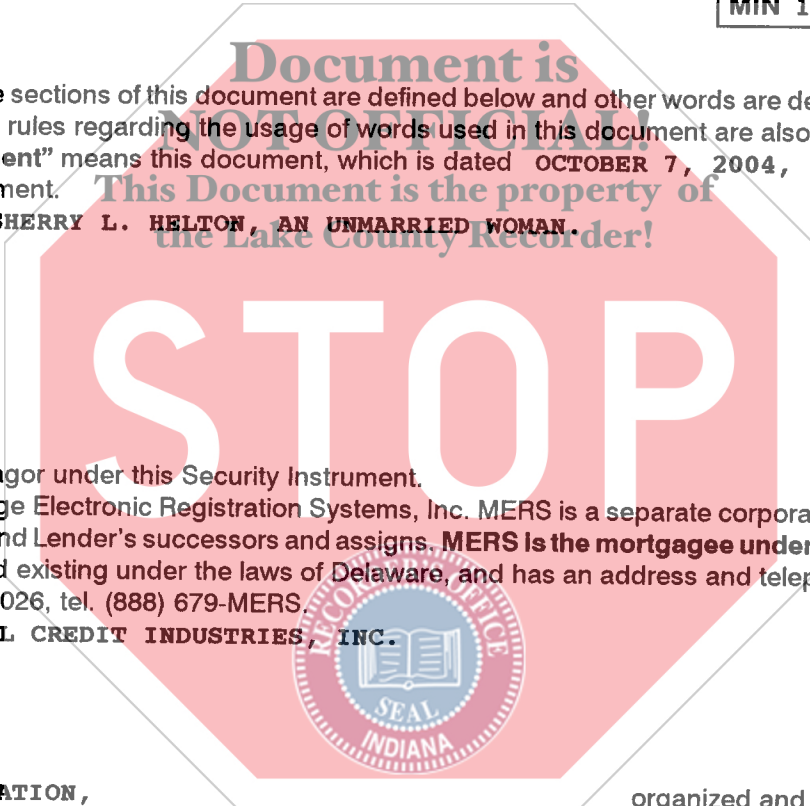 MIN 1
Document is
e sections of this document are defined below and other words are de
NOT OFFICIAL!
rules regarding the usage of words used in this document are also
ent” means this document, which is dated OCTOBER 7, 2004,
This Document is the property of
ment.
SHERRY L. HELTON, AN UNMARRIED WOMAN.
the Lake County Recorder!
STOP
agor under this Security Instrument.
ge Electronic Registration Systems, Inc. MERS is a separate corpora
nd Lender's successors and assigns. MERS is the mortgagee under
d existing under the laws of Delaware, and has an address and telep
026, tel. (888) 679-MERS.
L CREDIT INDUSTRIES, INC.
RECORDER OFFICE
SEAL
INDIANA
ATION,
organized and